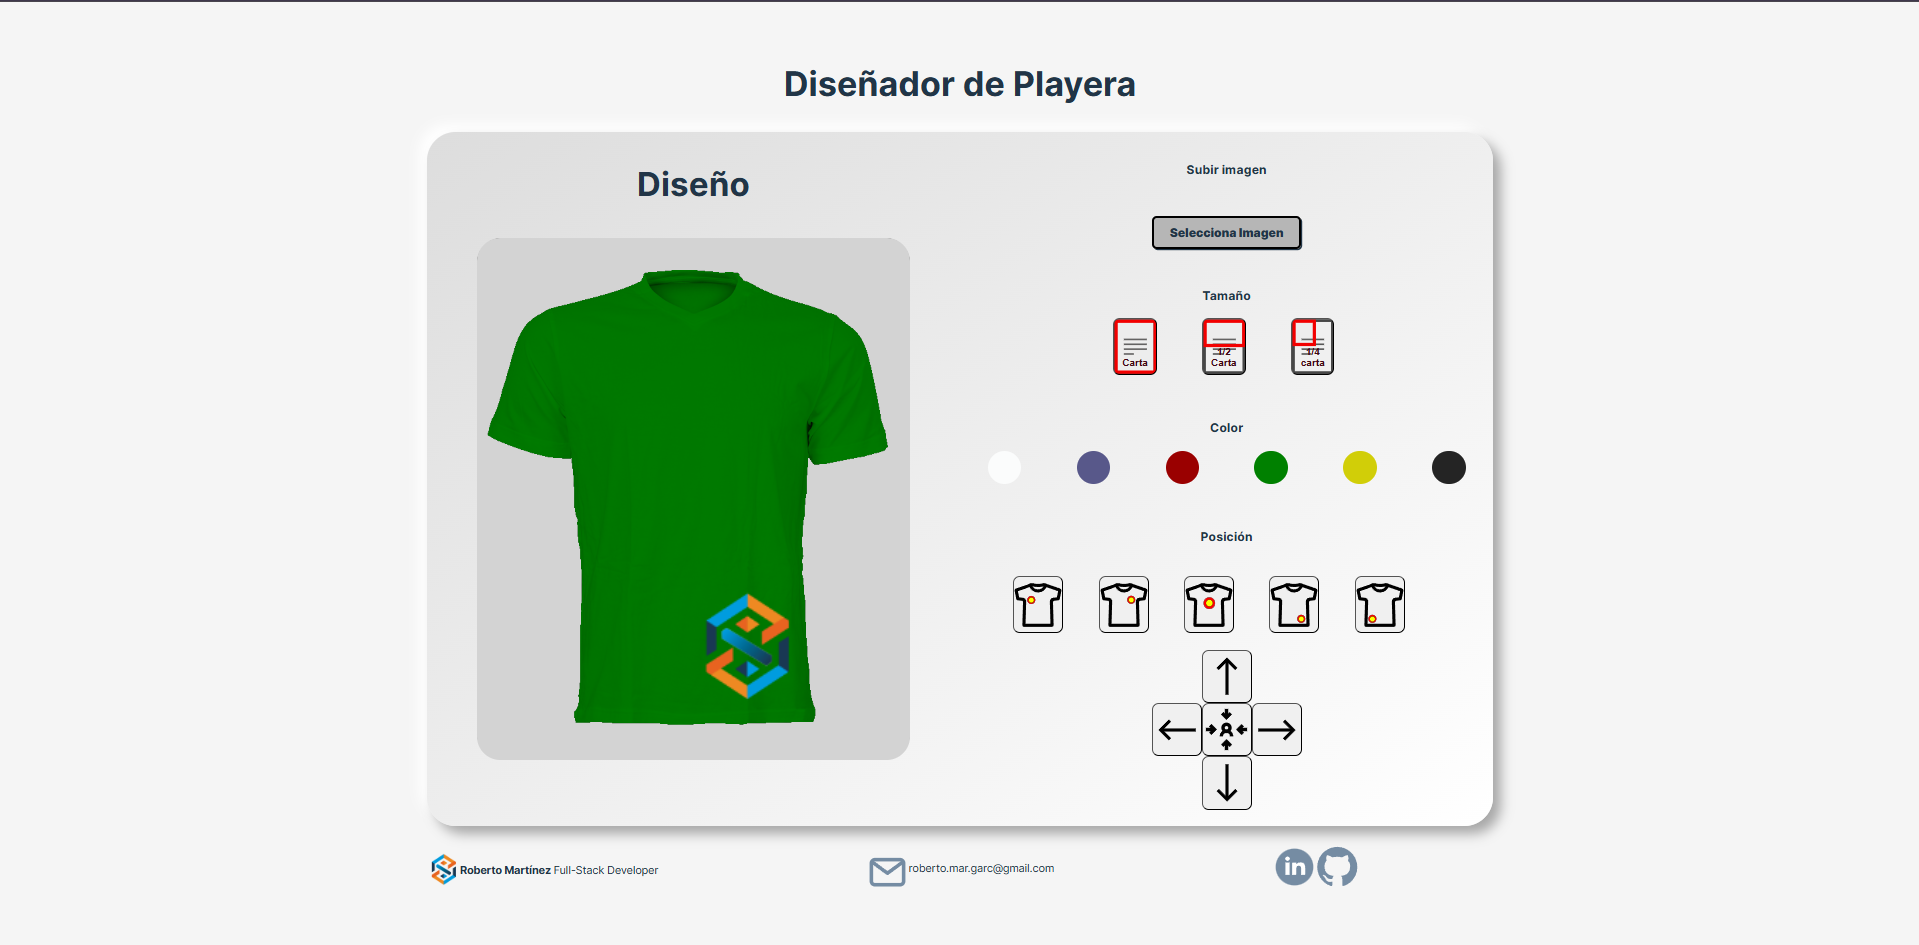 Diseñador de Playera
Diseño
Subir imagen
Selecciona Imagen
Tamaño
Carta
1/2
Carta
1/4
carta
Color
Posición
Roberto Martínez Full-Stack Developer
roberto.mar.garc@gmail.com
in